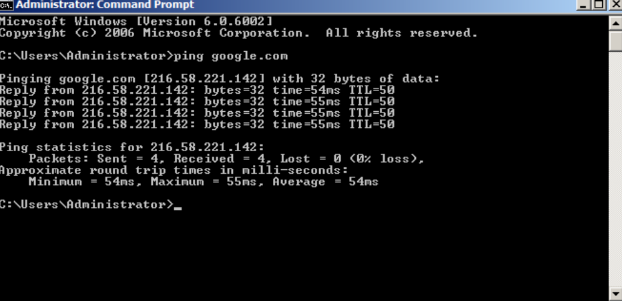 Administrator: Command Prompt
Microsoft Windows [Version 6.0.6002]
Copyright (c) 2006 Microsoft Corporation.  All rights reserved.
C:\Users\Administrator>ping google.com
Pinging google.com [216.58.221.142] with 32 bytes of data:
Reply from 216.58.221.142: bytes=32 time=54ms TTL=50
Reply from 216.58.221.142: bytes=32 time=55ms TTL=50
Reply from 216.58.221.142: bytes=32 time=55ms TTL=50
Reply from 216.58.221.142: bytes=32 time=55ms TTL=50
Ping statistics for 216.58.221.142:
    Packets: Sent = 4, Received = 4, Lost = 0 (0% loss),
Approximate round trip times in milli-seconds:
    Minimum = 54ms, Maximum = 55ms, Average = 54ms
C:\Users\Administrator>_